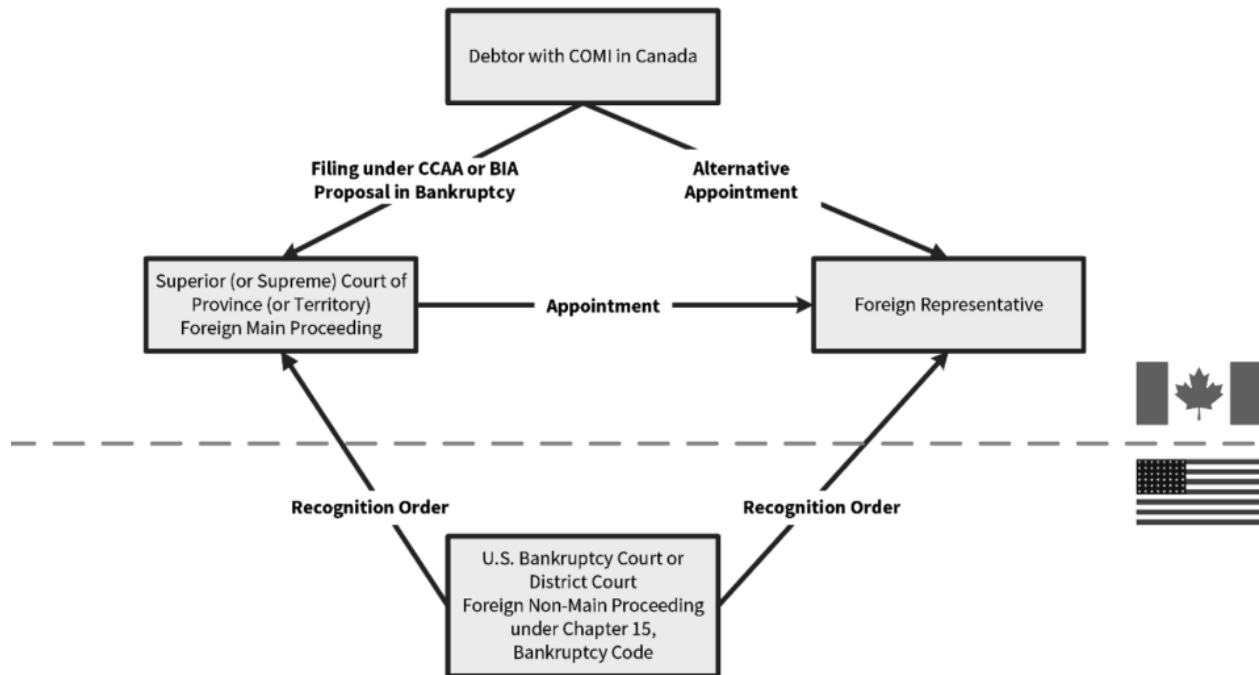 Debtor with COMI in Canada
Filing under CCAA or BIA
Proposal in Bankruptcy
Alternative
Appointment
Superior (or Supreme) Court of
Province (or Territory)
Foreign Main Proceeding
Appointment
Foreign Representative
Recognition Order
Recognition Order
U.S. Bankruptcy Court or
District Court
Foreign Non-Main Proceeding
under Chapter 15,
Bankruptcy Code